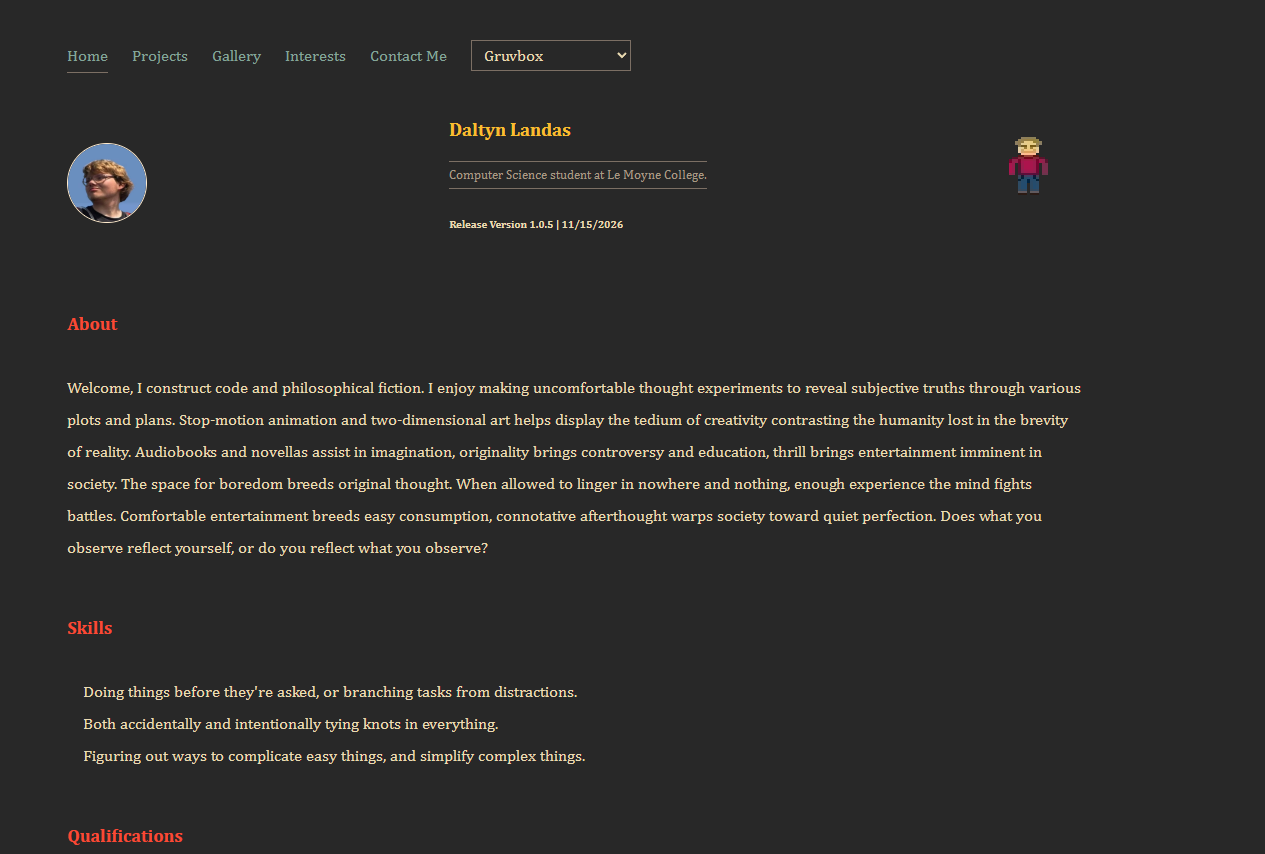 Home Projects Gallery Interests Contact Me Gruvbox
Daltyn Landas
Computer Science student at Le Moyne College.
Release Version 1.0.5 | 11/15/2026
About
Welcome, I construct code and philosophical fiction. I enjoy making uncomfortable thought experiments to reveal subjective truths through various
plots and plans. Stop-motion animation and two-dimensional art helps display the tedium of creativity contrasting the humanity lost in the brevity
of reality. Audiobooks and novellas assist in imagination, originality brings controversy and education, thrill brings entertainment imminent in
society. The space for boredom breeds original thought. When allowed to linger in nowhere and nothing, enough experience the mind fights
battles. Comfortable entertainment breeds easy consumption, connotative afterthought warps society toward quiet perfection. Does what you
observe reflect yourself, or do you reflect what you observe?
Skills
Doing things before they're asked, or branching tasks from distractions.
Both accidentally and intentionally tying knots in everything.
Figuring out ways to complicate easy things, and simplify complex things.
Qualifications